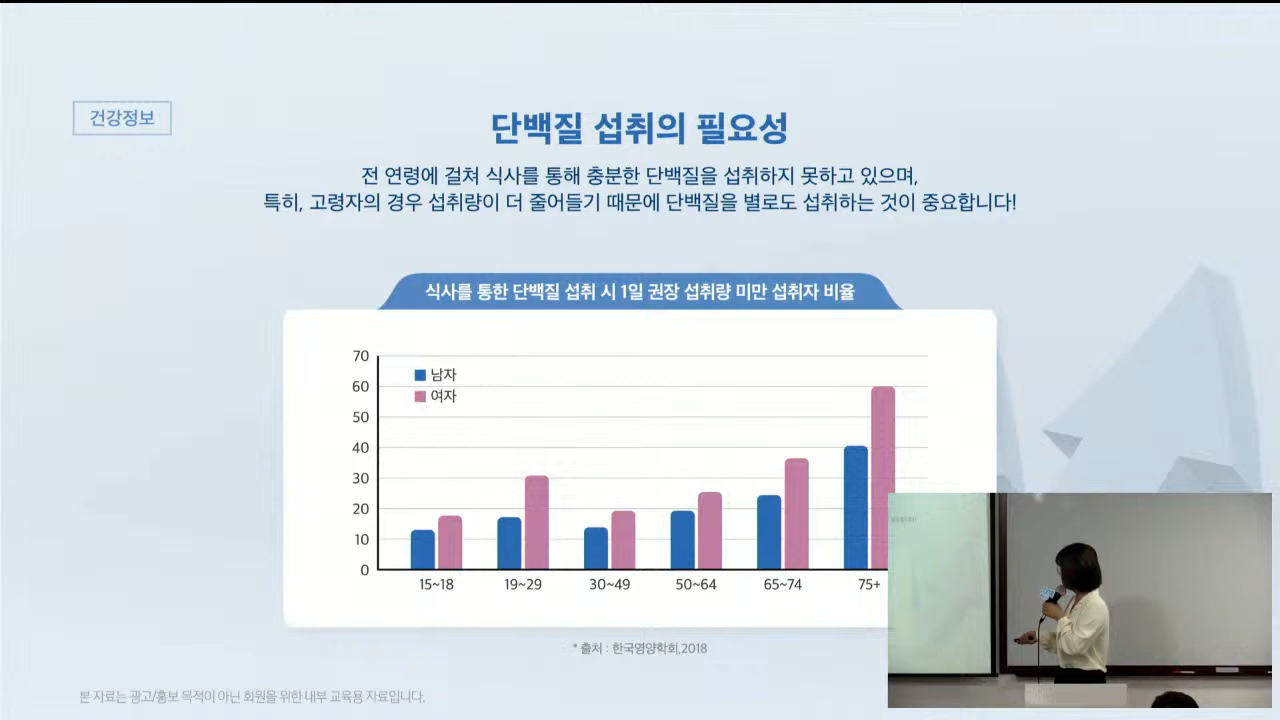 건강정보
단백질 섭취의 필요성
전 연령에 걸쳐 식사를 통해 충분한 단백질을 섭취하지 못하고 있으며,
특히, 고령자의 경우 섭취량이 더 줄어들기 때문에 단백질을 별로도 섭취하는 것이 중요합니다!
식사를 통한 단백질 섭취 시 1일 권장 섭취량 미만 섭취자 비율
70
60
50
40
30
20
10
0
남자
여자
15~18
19~29
30~49
50~64
65~74
75+
* 출처 : 한국영양학회,2018
본 자료는 광고/홍보 목적이 아닌 회원을 위한 내부 교육용 자료입니다.